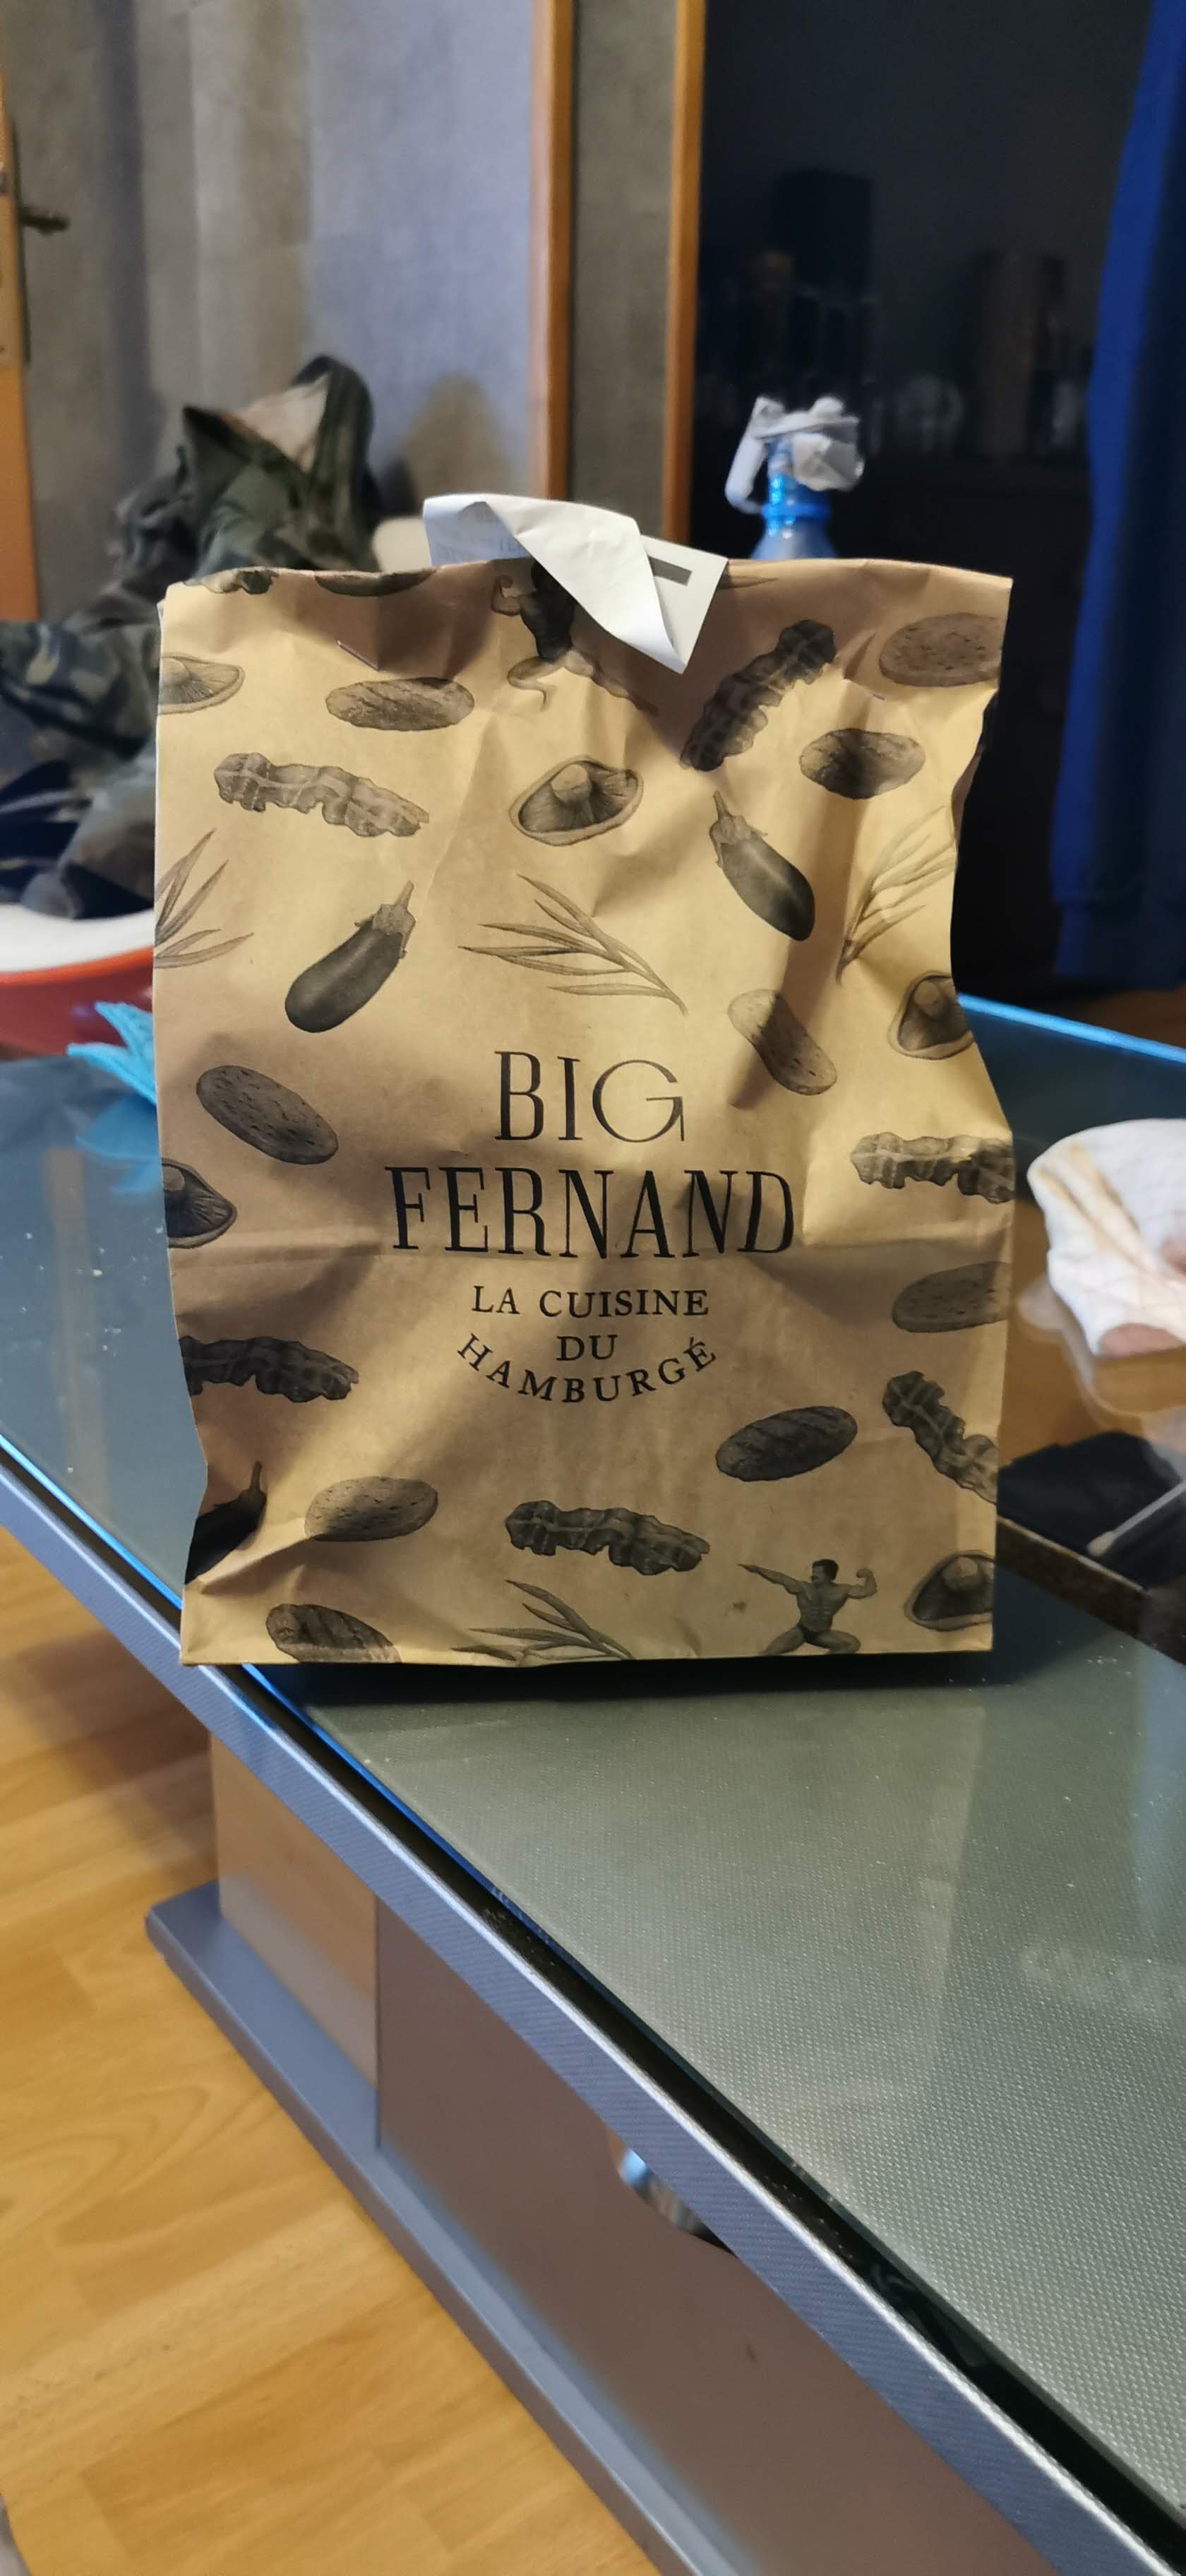 BIG
FERNAND
LA CUISINE
DU
HAMBURGÉ